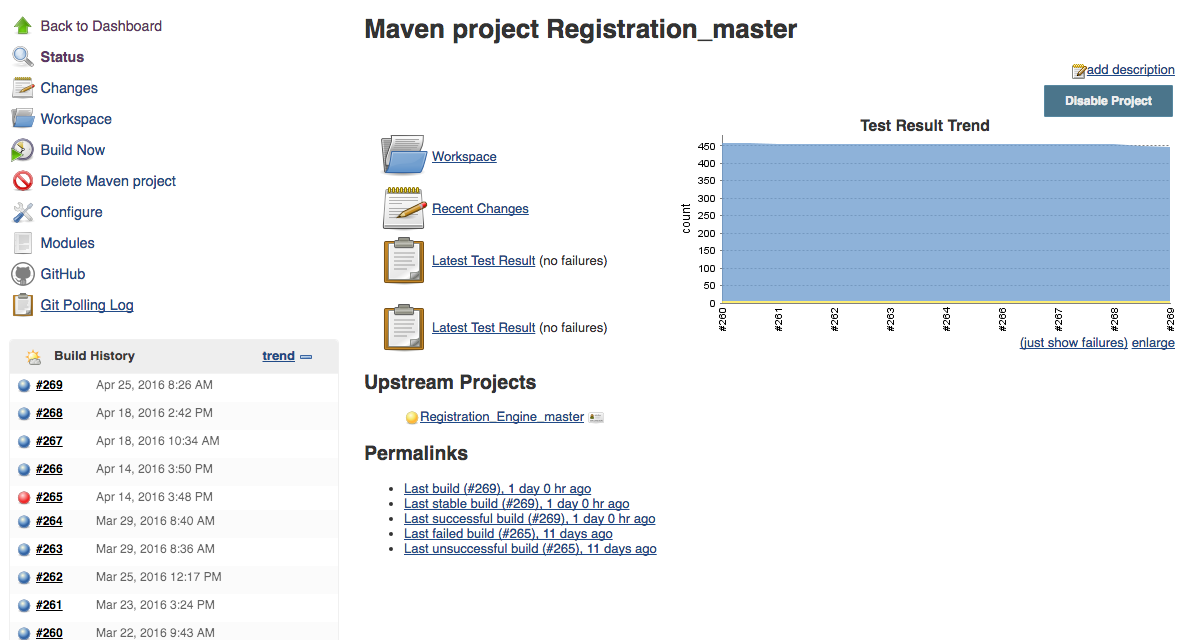 Back to Dashboard
Status
Changes
Workspace
Build Now
Delete Maven project
Configure
Modules
GitHub
Git Polling Log
Build History trend
#269 Apr 25, 2016 8:26 AM
#268 Apr 18, 2016 2:42 PM
#267 Apr 18, 2016 10:34 AM
#266 Apr 14, 2016 3:50 PM
#265 Apr 14, 2016 3:48 PM
#264 Mar 29, 2016 8:40 AM
#263 Mar 29, 2016 8:36 AM
#262 Mar 25, 2016 12:17 PM
#261 Mar 23, 2016 3:24 PM
#260 Mar 22, 2016 9:43 AM
Maven project Registration_master
add description
Disable Project
Workspace
Recent Changes
Latest Test Result (no failures)
Latest Test Result (no failures)
Test Result Trend
count
450
400
350
300
250
200
150
100
50
0
#260 #261 #262 #263 #264 #266 #267 #268 #269
(just show failures) enlarge
Upstream Projects
Registration_Engine_master
Permalinks
Last build (#269), 1 day 0 hr ago
Last stable build (#269), 1 day 0 hr ago
Last successful build (#269), 1 day 0 hr ago
Last failed build (#265), 11 days ago
Last unsuccessful build (#265), 11 days ago